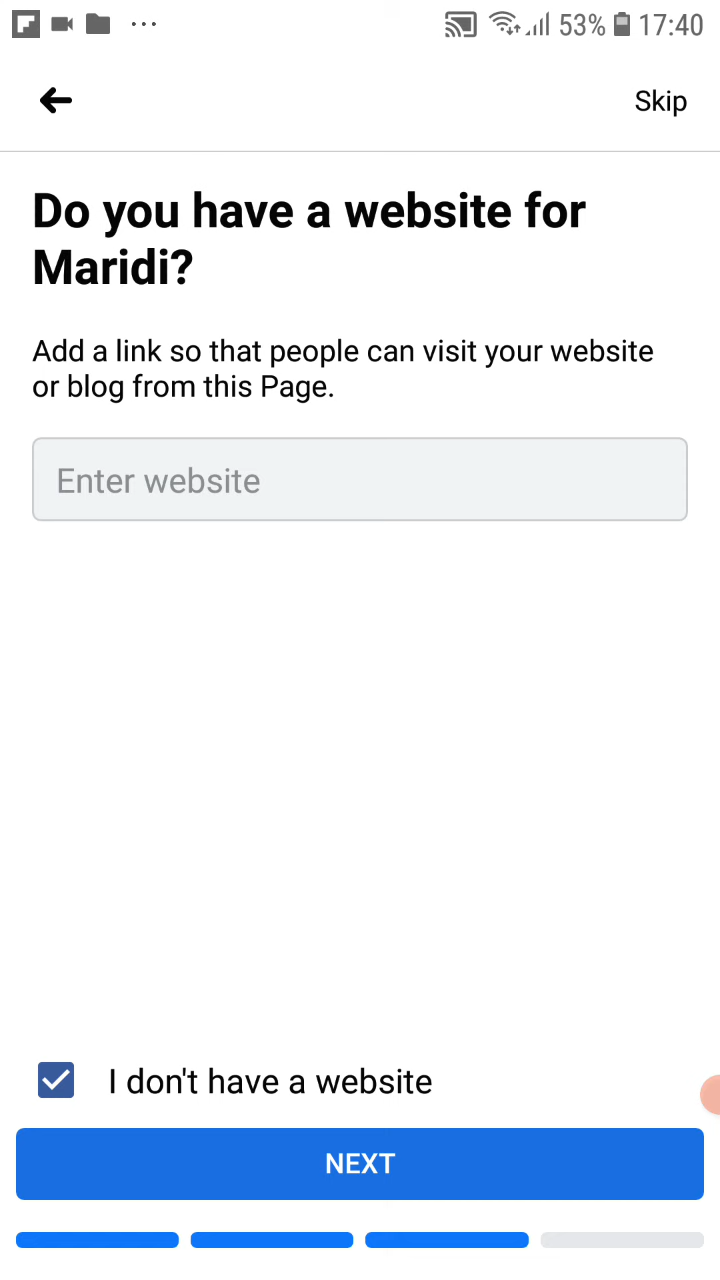 53% 17:40
Skip
Do you have a website for
Maridi?
Add a link so that people can visit your website
or blog from this Page.
Enter website
I don't have a website
NEXT